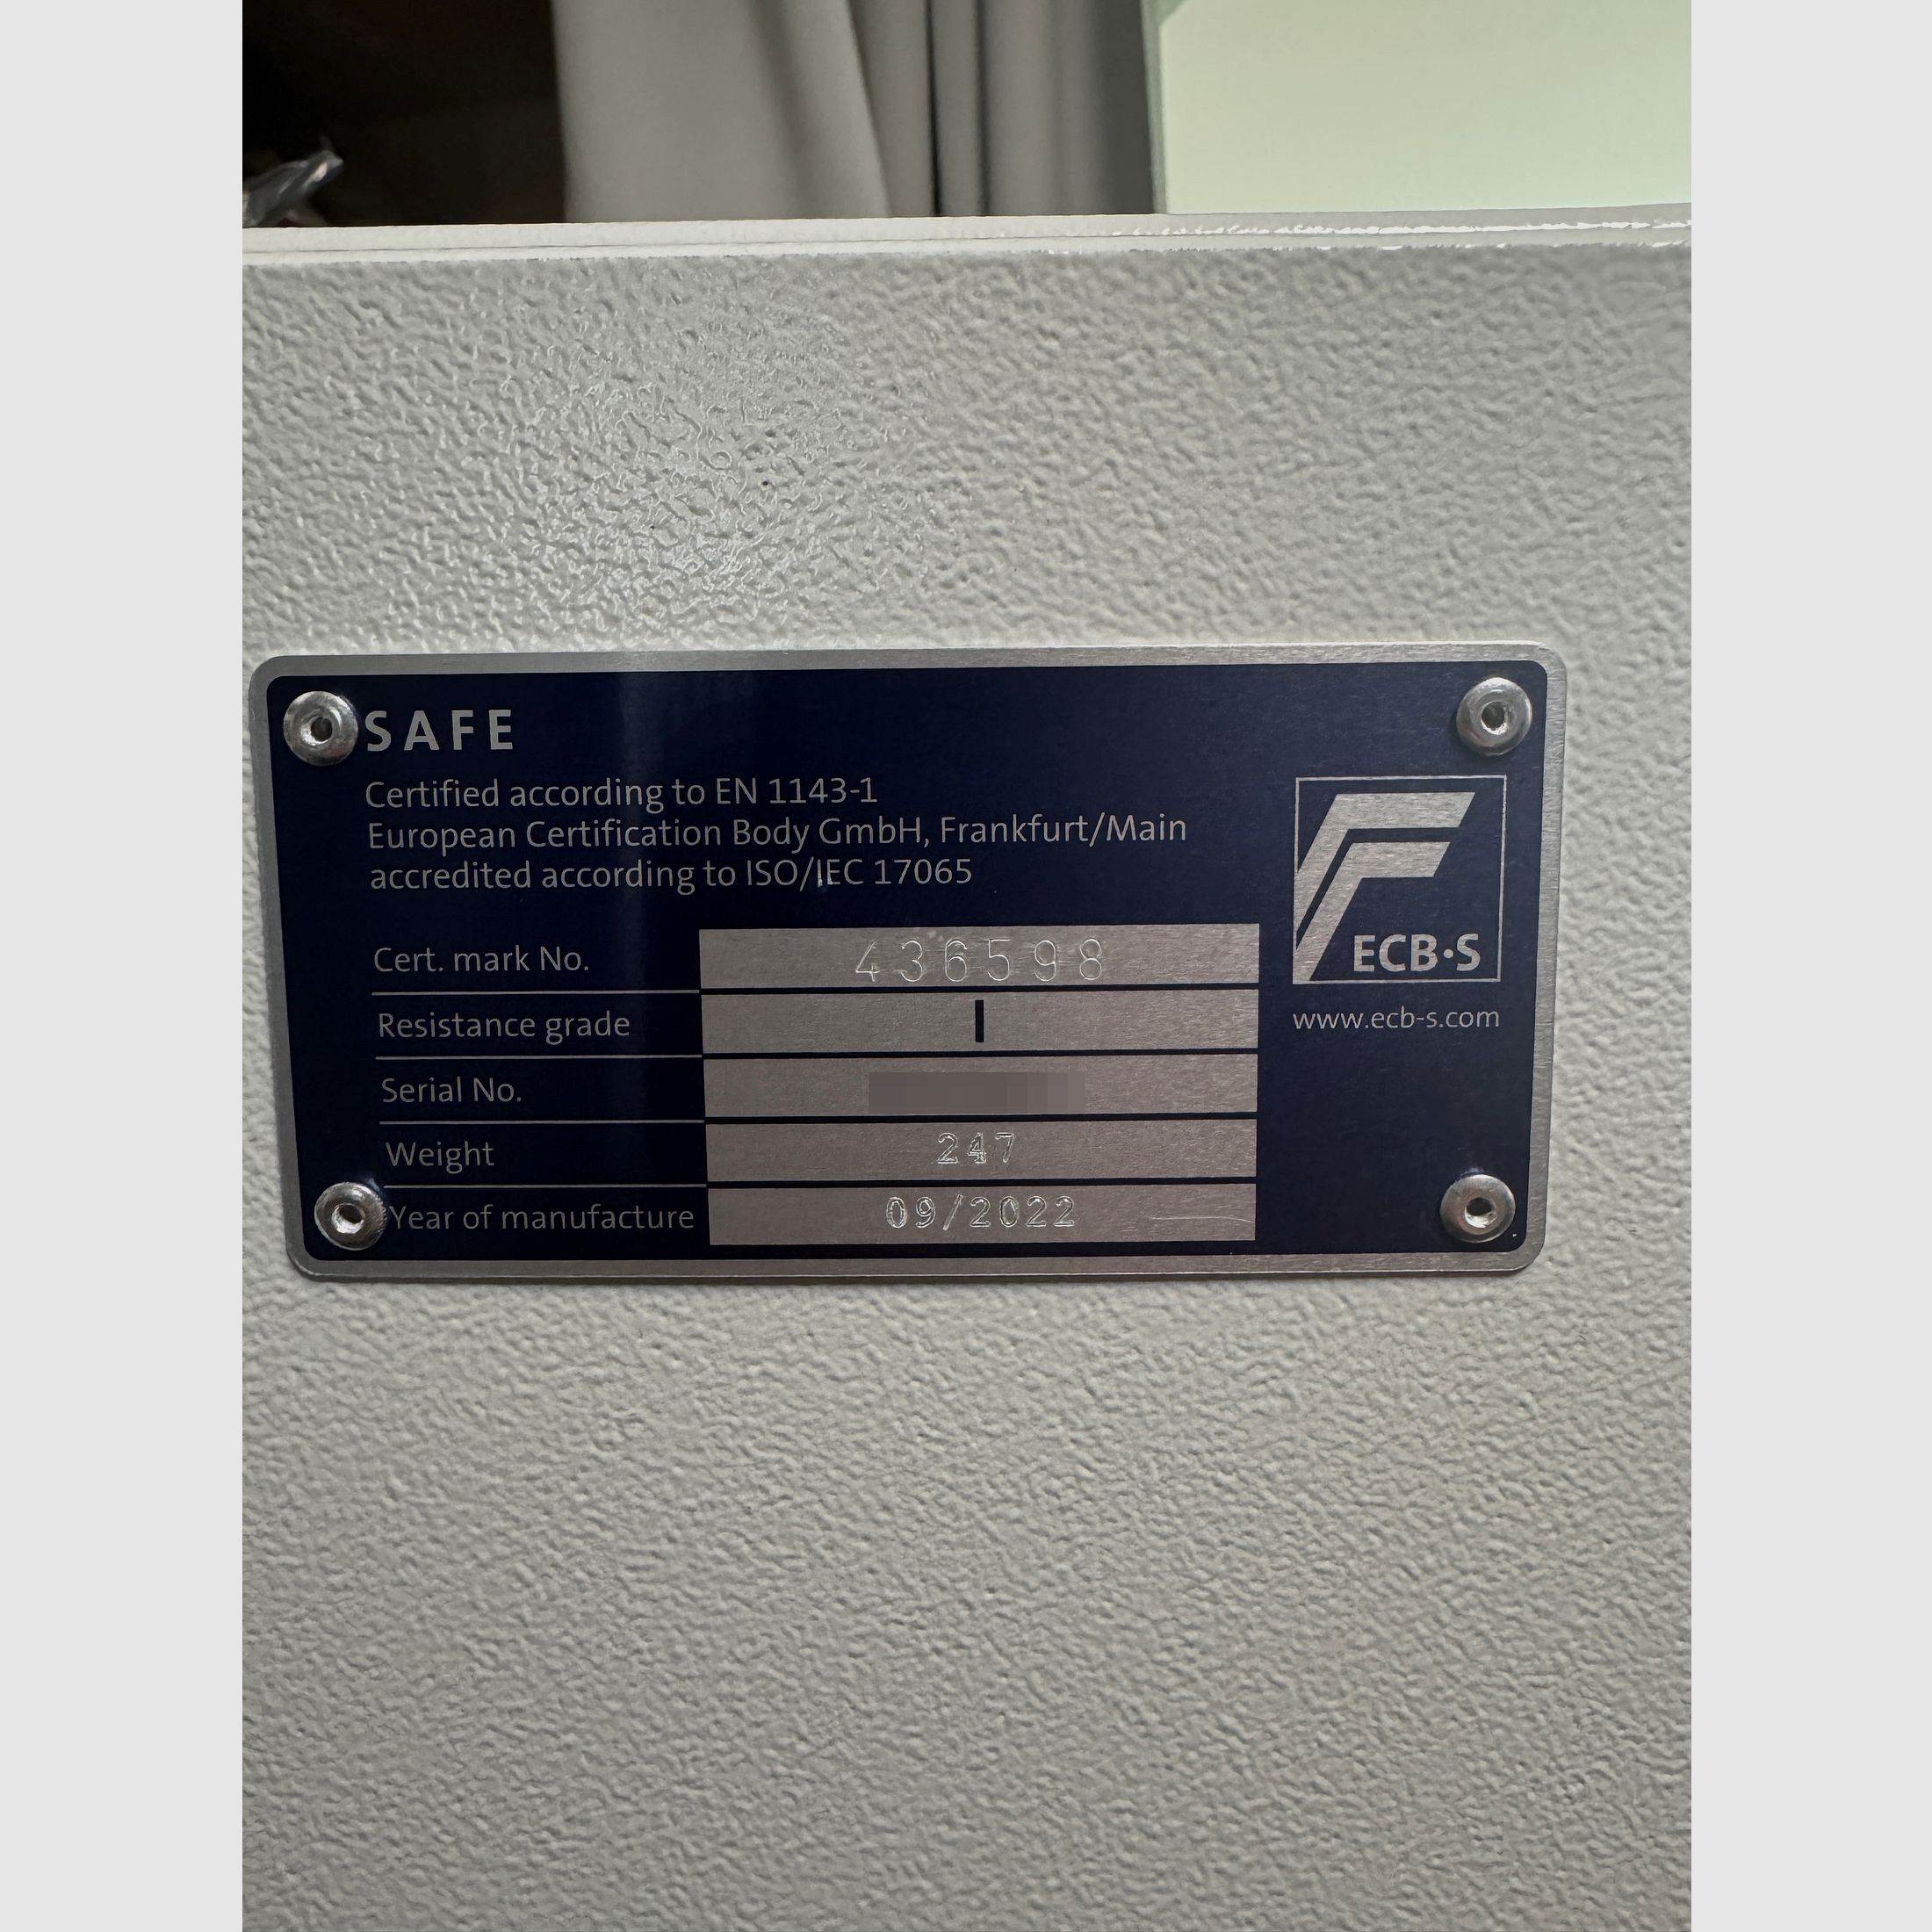 SAFE
Certified according to EN 1143-1
European Certification Body GmbH, Frankfurt/Main
accredited according to ISO/IEC 17065
Cert. mark No. 436598
Resistance grade I
Serial No.
Weight 247
Year of manufacture 09/2022
ECB·S
www.ecb-s.com